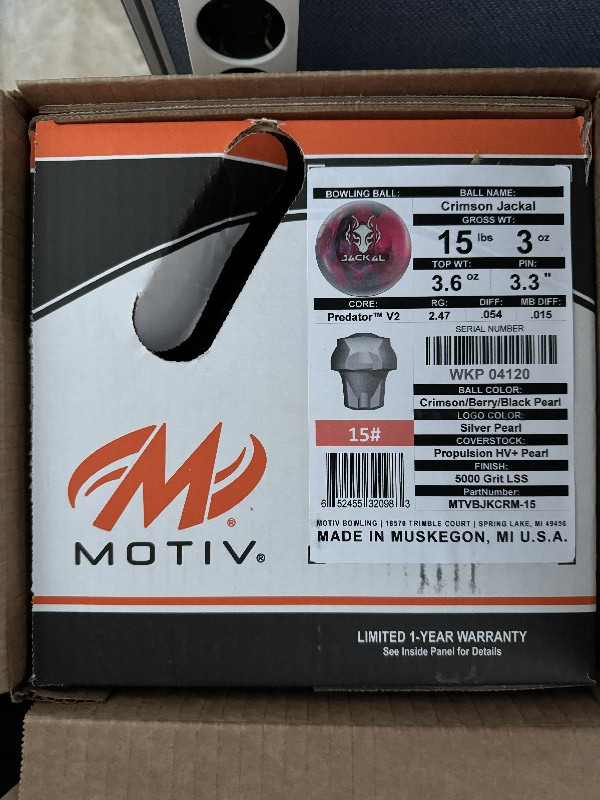 BOWLING BALL:
BALL NAME:
Crimson Jackal
GROSS WT:
15 lbs 3 oz
JACKAL
TOP WT: PIN:
3.6 oz 3.3"
CORE: RG: DIFF: MB DIFF:
Predator™ V2 2.47 .054 .015
SERIAL NUMBER
WKP 04120
BALL COLOR:
Crimson/Berry/Black Pearl
LOGO COLOR:
Silver Pearl
15#
COVERSTOCK:
Propulsion HV+ Pearl
FINISH:
5000 Grit LSS
PartNumber:
MTVBJKCRM-15
6 52455 32098 3
MOTIV BOWLING | 18570 TRIMBLE COURT | SPRING LAKE, MI 49456
MADE IN MUSKEGON, MI U.S.A.
M®
MOTIV®
LIMITED 1-YEAR WARRANTY
See Inside Panel for Details